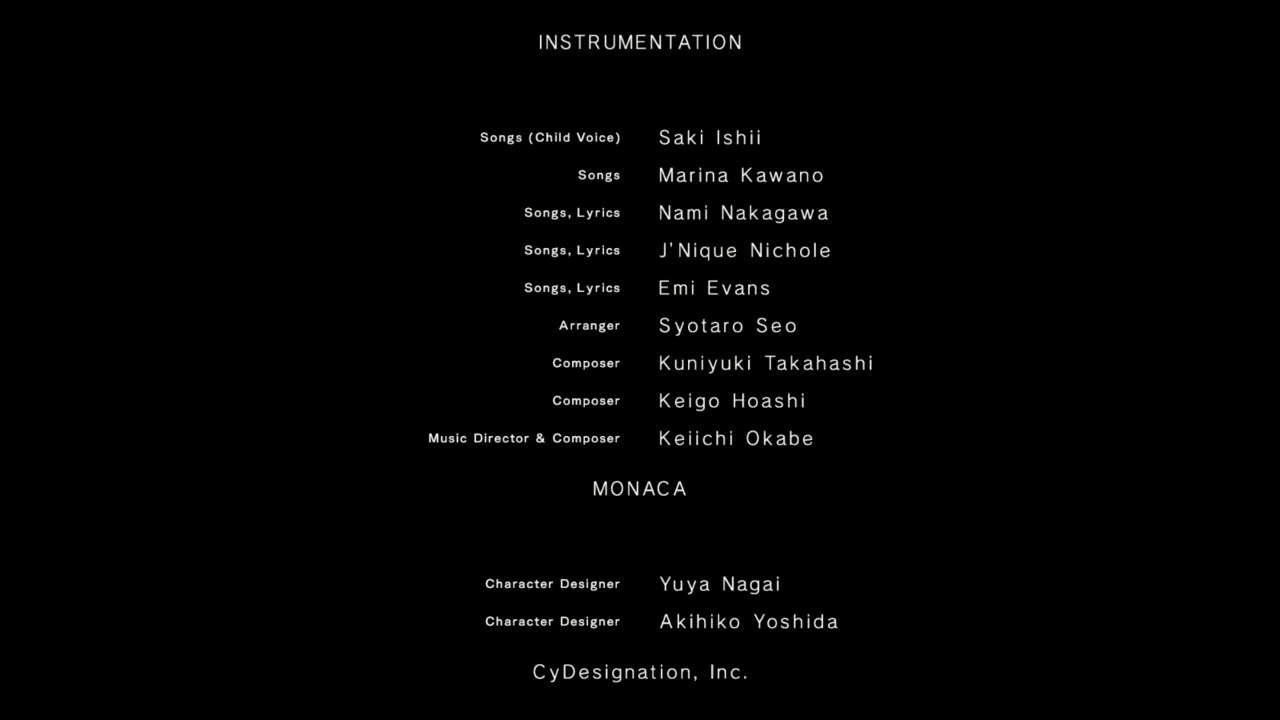 INSTRUMENTATION
Songs (Child Voice) Saki Ishii
Songs Marina Kawano
Songs, Lyrics Nami Nakagawa
Songs, Lyrics J'Nique Nichole
Songs, Lyrics Emi Evans
Arranger Syotaro Seo
Composer Kuniyuki Takahashi
Composer Keigo Hoashi
Music Director & Composer Keiichi Okabe
MONACA
Character Designer Yuya Nagai
Character Designer Akihiko Yoshida
CyDesignation, Inc.